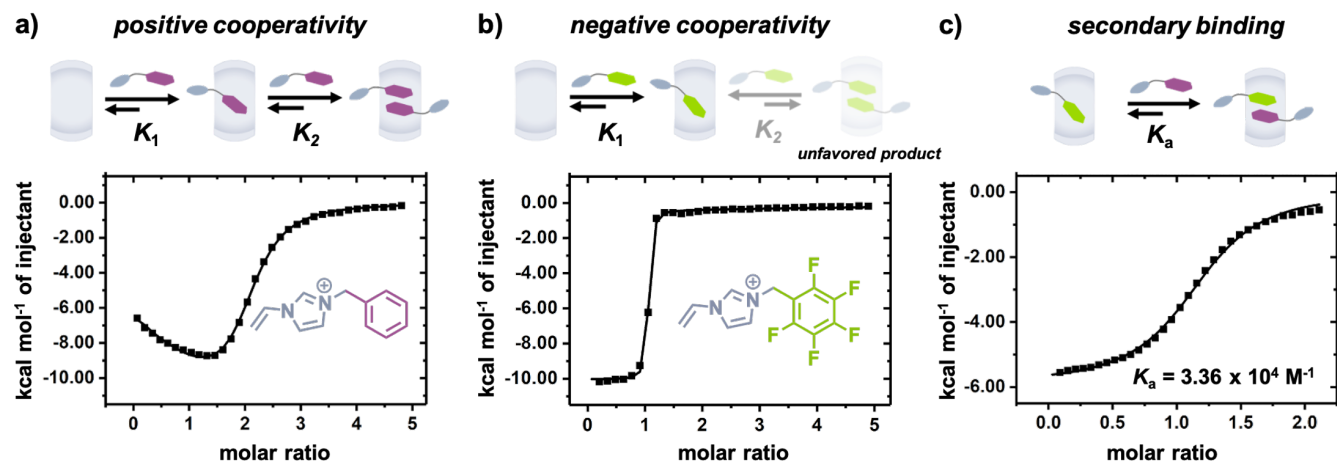 a) positive cooperativity
K1
K2
kcal mol-1 of injectant
0.00
-2.00
-4.00
-6.00
-8.00
-10.00
N
⊕
N
0 1 2 3 4 5
molar ratio
b) negative cooperativity
K1
K2
unfavored product
kcal mol-1 of injectant
0.00
-2.00
-4.00
-6.00
-8.00
-10.00
N
⊕
N
F
F
F
F
F
0 1 2 3 4 5
molar ratio
c) secondary binding
Ka
kcal mol-1 of injectant
0.00
-2.00
-4.00
-6.00
Ka = 3.36 x 104 M-1
0.0 0.5 1.0 1.5 2.0
molar ratio